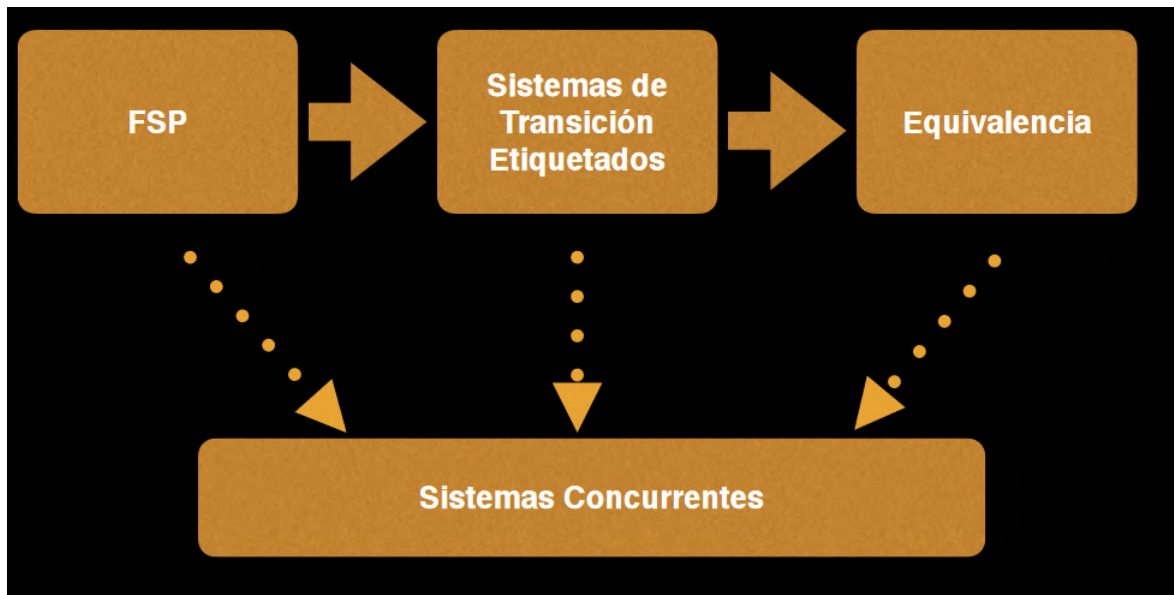 FSP
Sistemas de
Transición
Etiquetados
Equivalencia
Sistemas Concurrentes